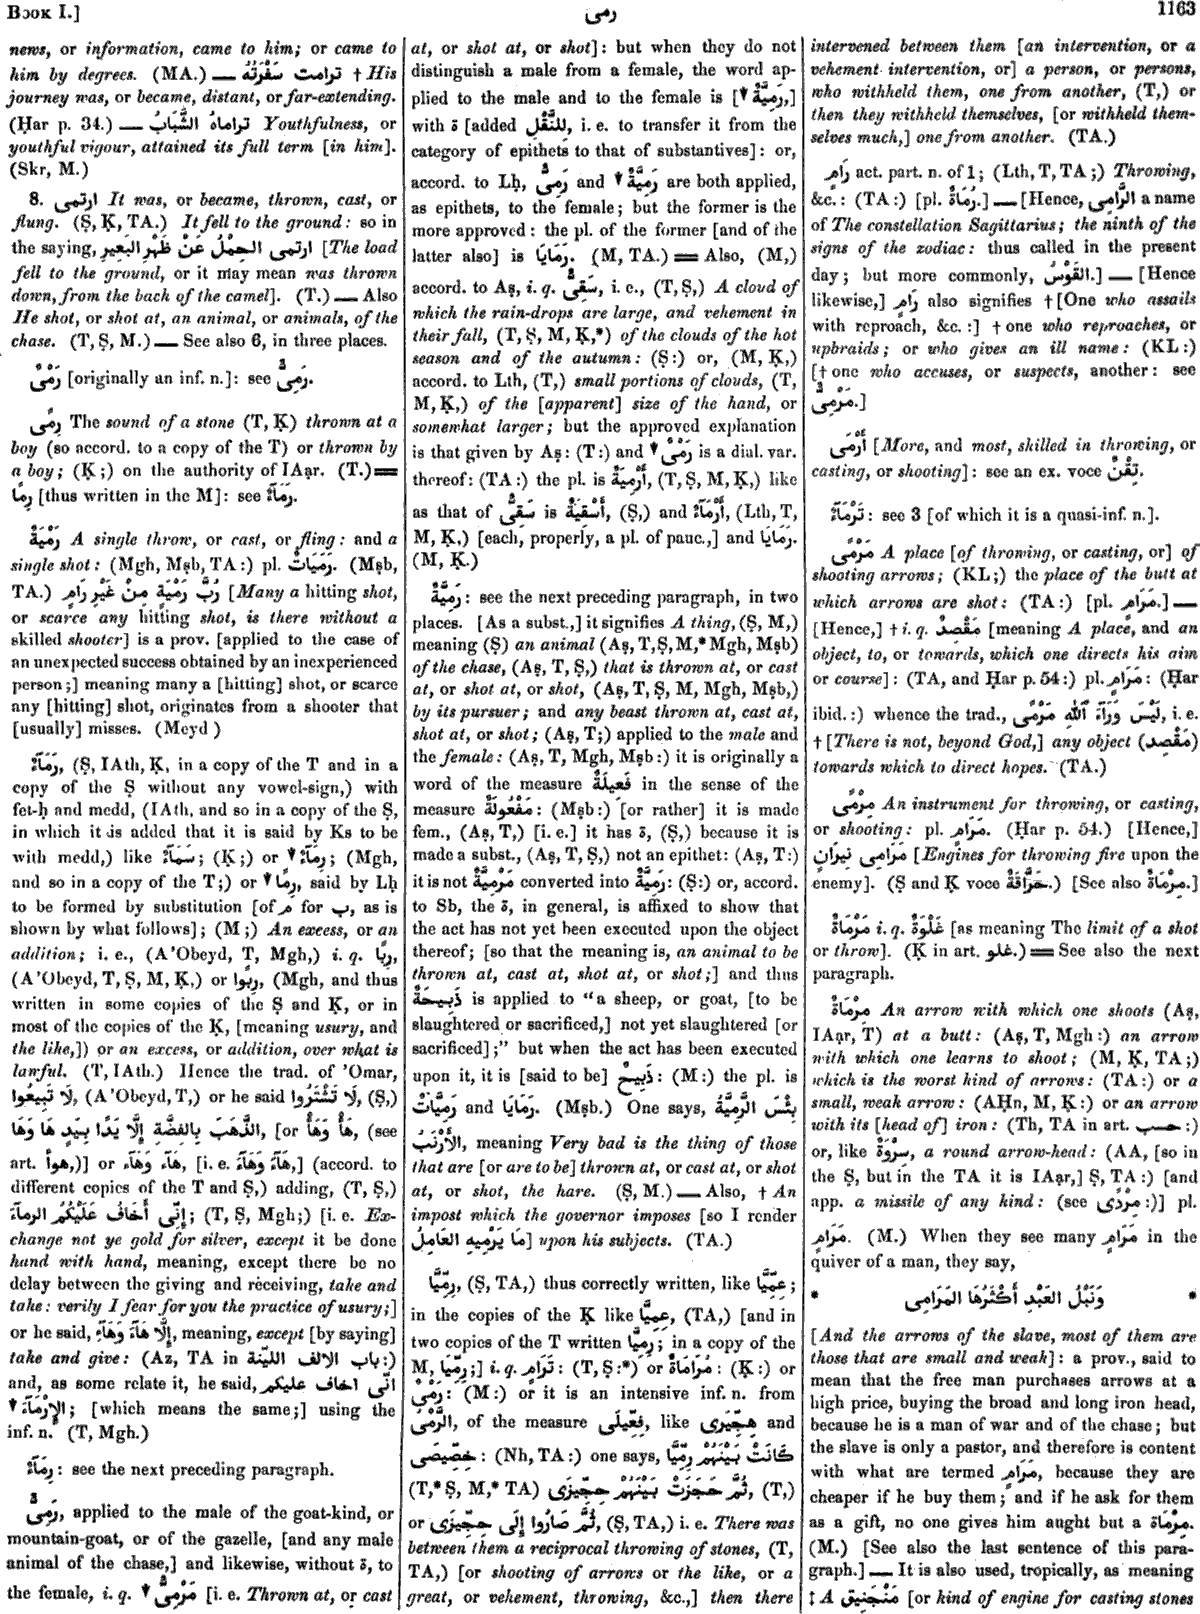 Book I.]
رمى
1163
news, or information, came to him; or came to
him by degrees. (MA.) — ترامت سَفْرَتُهُ † His
journey was, or became, distant, or far-extending.
(Ḥar p. 34.) — تراماهُ الشَّبَابُ Youthfulness, or
youthful vigour, attained its full term [in him].
(Skr, M.)
8. ارتمى It was, or became, thrown, cast, or
flung. (Ṣ, Ḳ, TA.) It fell to the ground: so in
the saying, ارتمى الحِمْلُ عَنْ ظَهْرِ البَعِيرِ [The load
fell to the ground, or it may mean was thrown
down, from the back of the camel]. (T.) — Also
He shot, or shot at, an animal, or animals, of the
chase. (T, Ṣ, M.) — See also 6, in three places.
رَمْىٌ [originally an inf. n.]: see رَمِىٌّ.
رمًى The sound of a stone (T, Ḳ) thrown at a
boy (so accord. to a copy of the T) or thrown by
a boy; (Ḳ;) on the authority of IAạr. (T.) =
رمًا [thus written in the M]: see رَمَآءٌ.
رَمْيَةٌ A single throw, or cast, or fling: and a
single shot: (Mgh, Mṣb, TA:) pl. رَمَيَاتٌ. (Mṣb,
TA.) رُبَّ رَمْيَةٍ مِنْ غَيْرِ رَامٍ [Many a hitting shot,
or scarce any hitting shot, is there without a
skilled shooter] is a prov. [applied to the case of
an unexpected success obtained by an inexperienced
person;] meaning many a [hitting] shot, or scarce
any [hitting] shot, originates from a shooter that
[usually] misses. (Meyd )
رَمَآءٌ, (Ṣ, IAth, Ḳ, in a copy of the T and in a
copy of the Ṣ without any vowel-sign,) with
fet-ḥ and medd, (IAth, and so in a copy of the Ṣ,
in which it is added that it is said by Ks to be
with medd,) like سَمَآءٌ; (Ḳ;) or ▾ رِمَآءٌ; (Mgh,
and so in a copy of the T;) or ▾ رِمًا, said by Lḥ
to be formed by substitution [of م for ب, as is
shown by what follows]; (M;) An excess, or an
addition; i. e., (A'Obeyd, T, Mgh,) i. q. رِبًا,
(A'Obeyd, T, Ṣ, M, Ḳ,) or رِبًوا, (Mgh, and thus
written in some copies of the Ṣ and Ḳ, or in
most of the copies of the Ḳ, [meaning usury, and
the like,]) or an excess, or addition, over what is
lawful. (T, IAth.) Hence the trad. of 'Omar,
لَا تَبِيعُوا, (A'Obeyd, T,) or he said لَا تَشْتَرُوا, (Ṣ,)
الذَّهَبَ بِالفِضَّةِ إِلَّا يَدًا بِيَدٍ هَا وَهَا, [or هَأْ وَهَأْ, (see
art. هوأ,)] or هَآءِ وَهَآءِ, [i. e. هَآءَ وَهَآءَ,] (accord. to
different copies of the T and Ṣ,) adding, (T, Ṣ,)
إِنِّى أَخَافُ عَلَيْكُمُ الرمآءَ; (T, Ṣ, Mgh;) [i. e. Ex-
change not ye gold for silver, except it be done
hand with hand, meaning, except there be no
delay between the giving and receiving, take and
take: verily I fear for you the practice of usury;]
or he said, إِلَّا هَآءَ وَهَآءِ, meaning, except [by saying]
take and give: (Az, TA in باب الالف الليّنة:)
and, as some relate it, he said, انّى اخاف عليكم
▾ الإِرْمَآءَ; [which means the same;] using the
inf. n. (T, Mgh.)
رِمَآءٌ: see the next preceding paragraph.
رَمِىٌّ, applied to the male of the goat-kind, or
mountain-goat, or of the gazelle, [and any male
animal of the chase,] and likewise, without ة, to
the female, i. q. ▾ مَرْمِىٌّ [i. e. Thrown at, or cast
at, or shot at, or shot]: but when they do not
distinguish a male from a female, the word ap-
plied to the male and to the female is [▾ رَمِيَّةٌ,]
with ة [added لِلنَّقْلِ, i. e. to transfer it from the
category of epithets to that of substantives]: or,
accord. to Lḥ, رَمِىٌّ and ▾ رَمِيَّةٌ are both applied,
as epithets, to the female; but the former is the
more approved: the pl. of the former [and of the
latter also] is رَمَايَا. (M, TA.) = Also, (M,)
accord. to Aṣ, i. q. سَقِىٌّ, i. e., (T, Ṣ,) A cloud of
which the rain-drops are large, and vehement in
their fall, (T, Ṣ, M, Ḳ,*) of the clouds of the hot
season and of the autumn: (Ṣ:) or, (M, Ḳ,)
accord. to Lth, (T,) small portions of clouds, (T,
M, Ḳ,) of the [apparent] size of the hand, or
somewhat larger; but the approved explanation
is that given by Aṣ: (T:) and ▾ رَمْىٌ is a dial. var.
thereof: (TA:) the pl. is أَرْمِيَةٌ, (T, Ṣ, M, Ḳ,) like
as that of سَقِىٌّ is أَسْقِيَةٌ, (Ṣ,) and أَرْمَآءٌ, (Lth, T,
M, Ḳ,) [each, properly, a pl. of pauc.,] and رَمَايَا.
(M, Ḳ.)
رَمِيَّةٌ: see the next preceding paragraph, in two
places. [As a subst.,] it signifies A thing, (Ṣ, M,)
meaning (Ṣ) an animal (Aṣ, T, Ṣ, M,* Mgh, Mṣb)
of the chase, (Aṣ, T, Ṣ,) that is thrown at, or cast
at, or shot at, or shot, (Aṣ, T, Ṣ, M, Mgh, Mṣb,)
by its pursuer; and any beast thrown at, cast at,
shot at, or shot; (Aṣ, T;) applied to the male and
the female: (Aṣ, T, Mgh, Mṣb:) it is originally a
word of the measure فَعِيلَةٌ in the sense of the
measure مَفْعُولَةٌ: (Mṣb:) [or rather] it is made
fem., (Aṣ, T,) [i. e.] it has ة, (Ṣ,) because it is
made a subst., (Aṣ, T, Ṣ,) not an epithet: (Aṣ, T:)
it is not مَرْمِيَّةٌ converted into رَمِيَّةٌ: (Ṣ:) or, accord.
to Sb, the ة, in general, is affixed to show that
the act has not yet been executed upon the object
thereof; [so that the meaning is, an animal to be
thrown at, cast at, shot at, or shot;] and thus
ذَبِيحَةٌ is applied to "a sheep, or goat, [to be
slaughtered or sacrificed,] not yet slaughtered [or
sacrificed];" but when the act has been executed
upon it, it is [said to be] ذَبِيحٌ: (M:) the pl. is
رَمِيَّاتٌ and رَمَايَا. (Mṣb.) One says, بِئْسَ الرَّمِيَّةُ
الأَرْنَبُ, meaning Very bad is the thing of those
that are [or are to be] thrown at, or cast at, or shot
at, or shot, the hare. (Ṣ, M.) — Also, † An
impost which the governor imposes [so I render
مَا يَرْمِيهِ العَامِلُ] upon his subjects. (TA.)
رِمِّيَّا, (Ṣ, TA,) thus correctly written, like عِمِّيَّا;
in the copies of the Ḳ like عِمِيَّا, (TA,) [and in
two copies of the T written رِمِيَّا; in a copy of the
M, رمِّيَا;] i. q. تَرَامٍ: (T, Ṣ:*) or مُرَامَاةٌ: (Ḳ:) or
رَمْىٌ: (M:) or it is an intensive inf. n. from
الرَّمْىُ, of the measure فِعِّيلَى, like هِجِّيرَى and
خِصِّيصَى: (Nh, TA:) one says, كَانَتْ بَيْنَهُمْ رِمِّيَّا
(T,* Ṣ, M,* TA) ثُمَّ حَجَزَتْ بَيْنَهُمْ حِجِّيزَى, (T,)
or ثُمَّ صَارُوا إِلَى حِجِّيزَى, (Ṣ, TA,) i. e. There was
between them a reciprocal throwing of stones, (T,
TA,) [or shooting of arrows or the like, or a
great, or vehement, throwing, &c.,] then there
intervened between them [an intervention, or a
vehement intervention, or] a person, or persons,
who withheld them, one from another, (T,) or
then they withheld themselves, [or withheld them-
selves much,] one from another. (TA.)
رَامٍ act. part. n. of 1; (Lth, T, TA;) Throwing,
&c.: (TA:) [pl. رُمَاةٌ.] — [Hence, الرَّامِى a name
of The constellation Sagittarius; the ninth of the
signs of the zodiac: thus called in the present
day; but more commonly, القَوْسُ.] — [Hence
likewise,] رَامٍ also signifies † [One who assails
with reproach, &c.:] † one who reproaches, or
upbraids; or who gives an ill name: (KL:)
[† one who accuses, or suspects, another: see
مَرْمِىٌّ.]
أَرْمَى [More, and most, skilled in throwing, or
casting, or shooting]: see an ex. voce تِقْنٌ.
تَرْمَآءٌ: see 3 [of which it is a quasi-inf. n.].
مَرْمًى A place [of throwing, or casting, or] of
shooting arrows; (KL;) the place of the butt at
which arrows are shot: (TA:) [pl. مَرَامٍ.] —
[Hence,] † i. q. مَقْصِدٌ [meaning A place, and an
object, to, or towards, which one directs his aim
or course]: (TA, and Ḥar p. 54:) pl. مَرَامٍ: (Ḥar
ibid.:) whence the trad., لَيْسَ وَرَآءَ ٱللّٰهِ مَرْمًى, i. e.
† [There is not, beyond God,] any object (مَقْصِد)
towards which to direct hopes. (TA.)
مِرْمًى An instrument for throwing, or casting,
or shooting: pl. مَرَامٍ. (Ḥar p. 54.) [Hence,]
مَرَامِى نِيرَانٍ [Engines for throwing fire upon the
enemy]. (Ṣ and Ḳ voce حَرَّاقَةٌ.) [See also مِرْمَاةٌ.]
مَرْمَاةٌ i. q. غَلْوَةٌ [as meaning The limit of a shot
or throw]. (Ḳ in art. غلو.) = See also the next
paragraph.
مِرْمَاةٌ An arrow with which one shoots (Aṣ,
IAạr, T) at a butt: (Aṣ, T, Mgh:) an arrow
with which one learns to shoot; (M, Ḳ, TA;)
which is the worst kind of arrows: (TA:) or a
small, weak arrow: (AḤn, M, Ḳ:) or an arrow
with its [head of] iron: (Th, TA in art. حسب:)
or, like سِرْوَةٌ, a round arrow-head: (AA, [so in
the Ṣ, but in the TA it is IAạr,] Ṣ, TA:) [and
app. a missile of any kind: (see مِرْدًى:)] pl.
مَرَامٍ. (M.) When they see many مَرَامٍ in the
quiver of a man, they say,
* وَنَبْلُ العَبْدِ أَكْثَرُهَا المَرَامِى *
[And the arrows of the slave, most of them are
those that are small and weak]: a prov., said to
mean that the free man purchases arrows at a
high price, buying the broad and long iron head,
because he is a man of war and of the chase; but
the slave is only a pastor, and therefore is content
with what are termed مَرَامٍ, because they are
cheaper if he buy them; and if he ask for them
as a gift, no one gives him aught but a مِرْمَاة.
(M.) [See also the last sentence of this para-
graph.] — It is also used, tropically, as meaning
‡ A مَنْجَنِيق [or kind of engine for casting stones